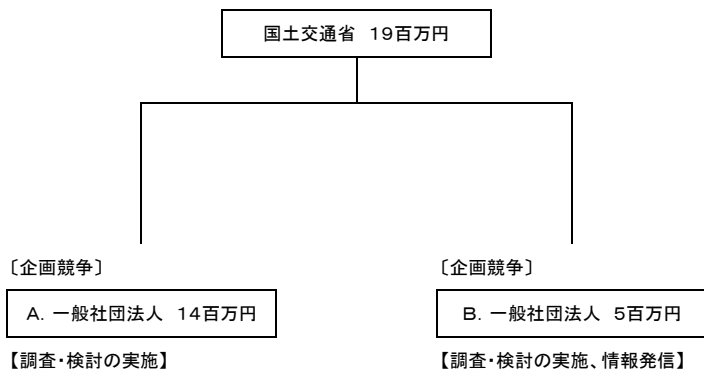 国土交通省　１９百万円
〔企画競争〕
〔企画競争〕
Ａ．一般社団法人　１４百万円
Ｂ．一般社団法人　５百万円
【調査・検討の実施】
【調査・検討の実施、情報発信】